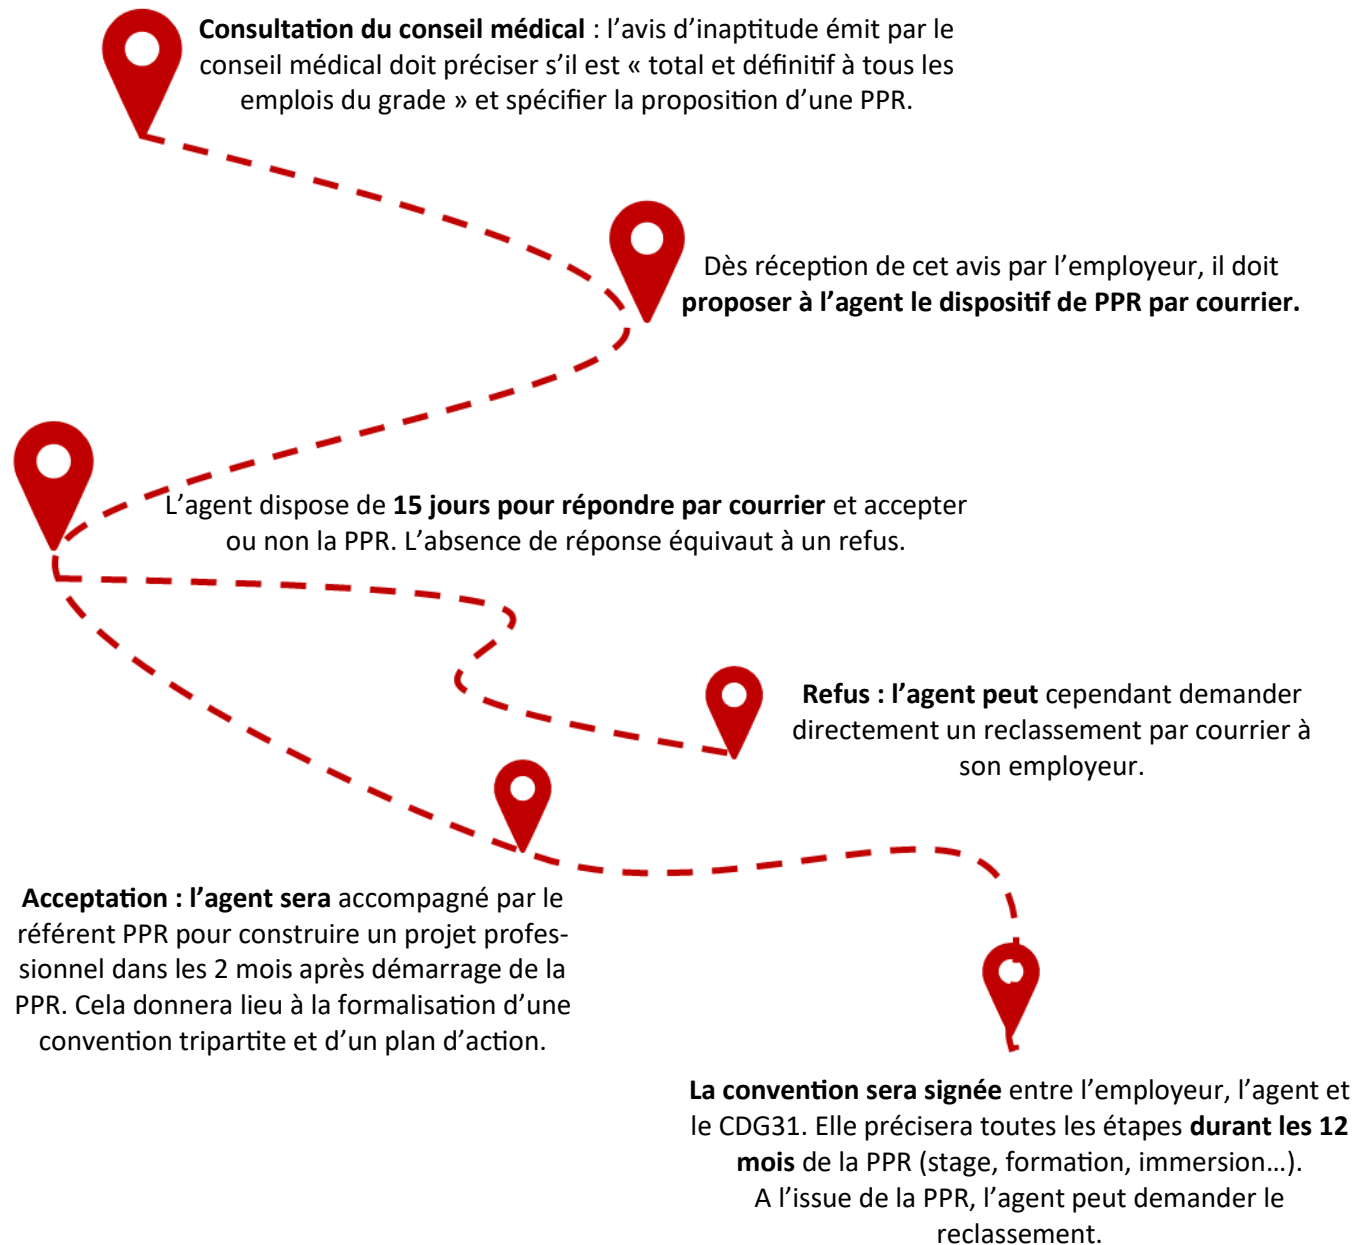 Consultation du conseil médical : l’avis d’inaptitude émit par le
conseil médical doit préciser s’il est « total et définitif à tous les
emplois du grade » et spécifier la proposition d’une PPR.
Dès réception de cet avis par l’employeur, il doit
proposer à l’agent le dispositif de PPR par courrier.
L’agent dispose de 15 jours pour répondre par courrier et accepter
ou non la PPR. L’absence de réponse équivaut à un refus.
Refus : l’agent peut cependant demander
directement un reclassement par courrier à
son employeur.
Acceptation : l’agent sera accompagné par le
référent PPR pour construire un projet profes-
sionnel dans les 2 mois après démarrage de la
PPR. Cela donnera lieu à la formalisation d’une
convention tripartite et d’un plan d’action.
La convention sera signée entre l’employeur, l’agent et
le CDG31. Elle précisera toutes les étapes durant les 12
mois de la PPR (stage, formation, immersion…).
A l’issue de la PPR, l’agent peut demander le
reclassement.